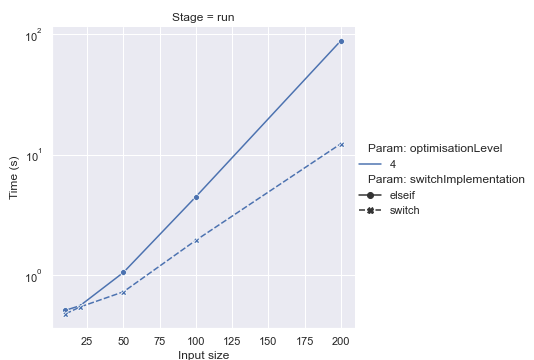 Stage = run
10²
10¹
10⁰
Time (s)
25 50 75 100 125 150 175 200
Input size
Param: optimisationLevel
4
Param: switchImplementation
elseif
switch